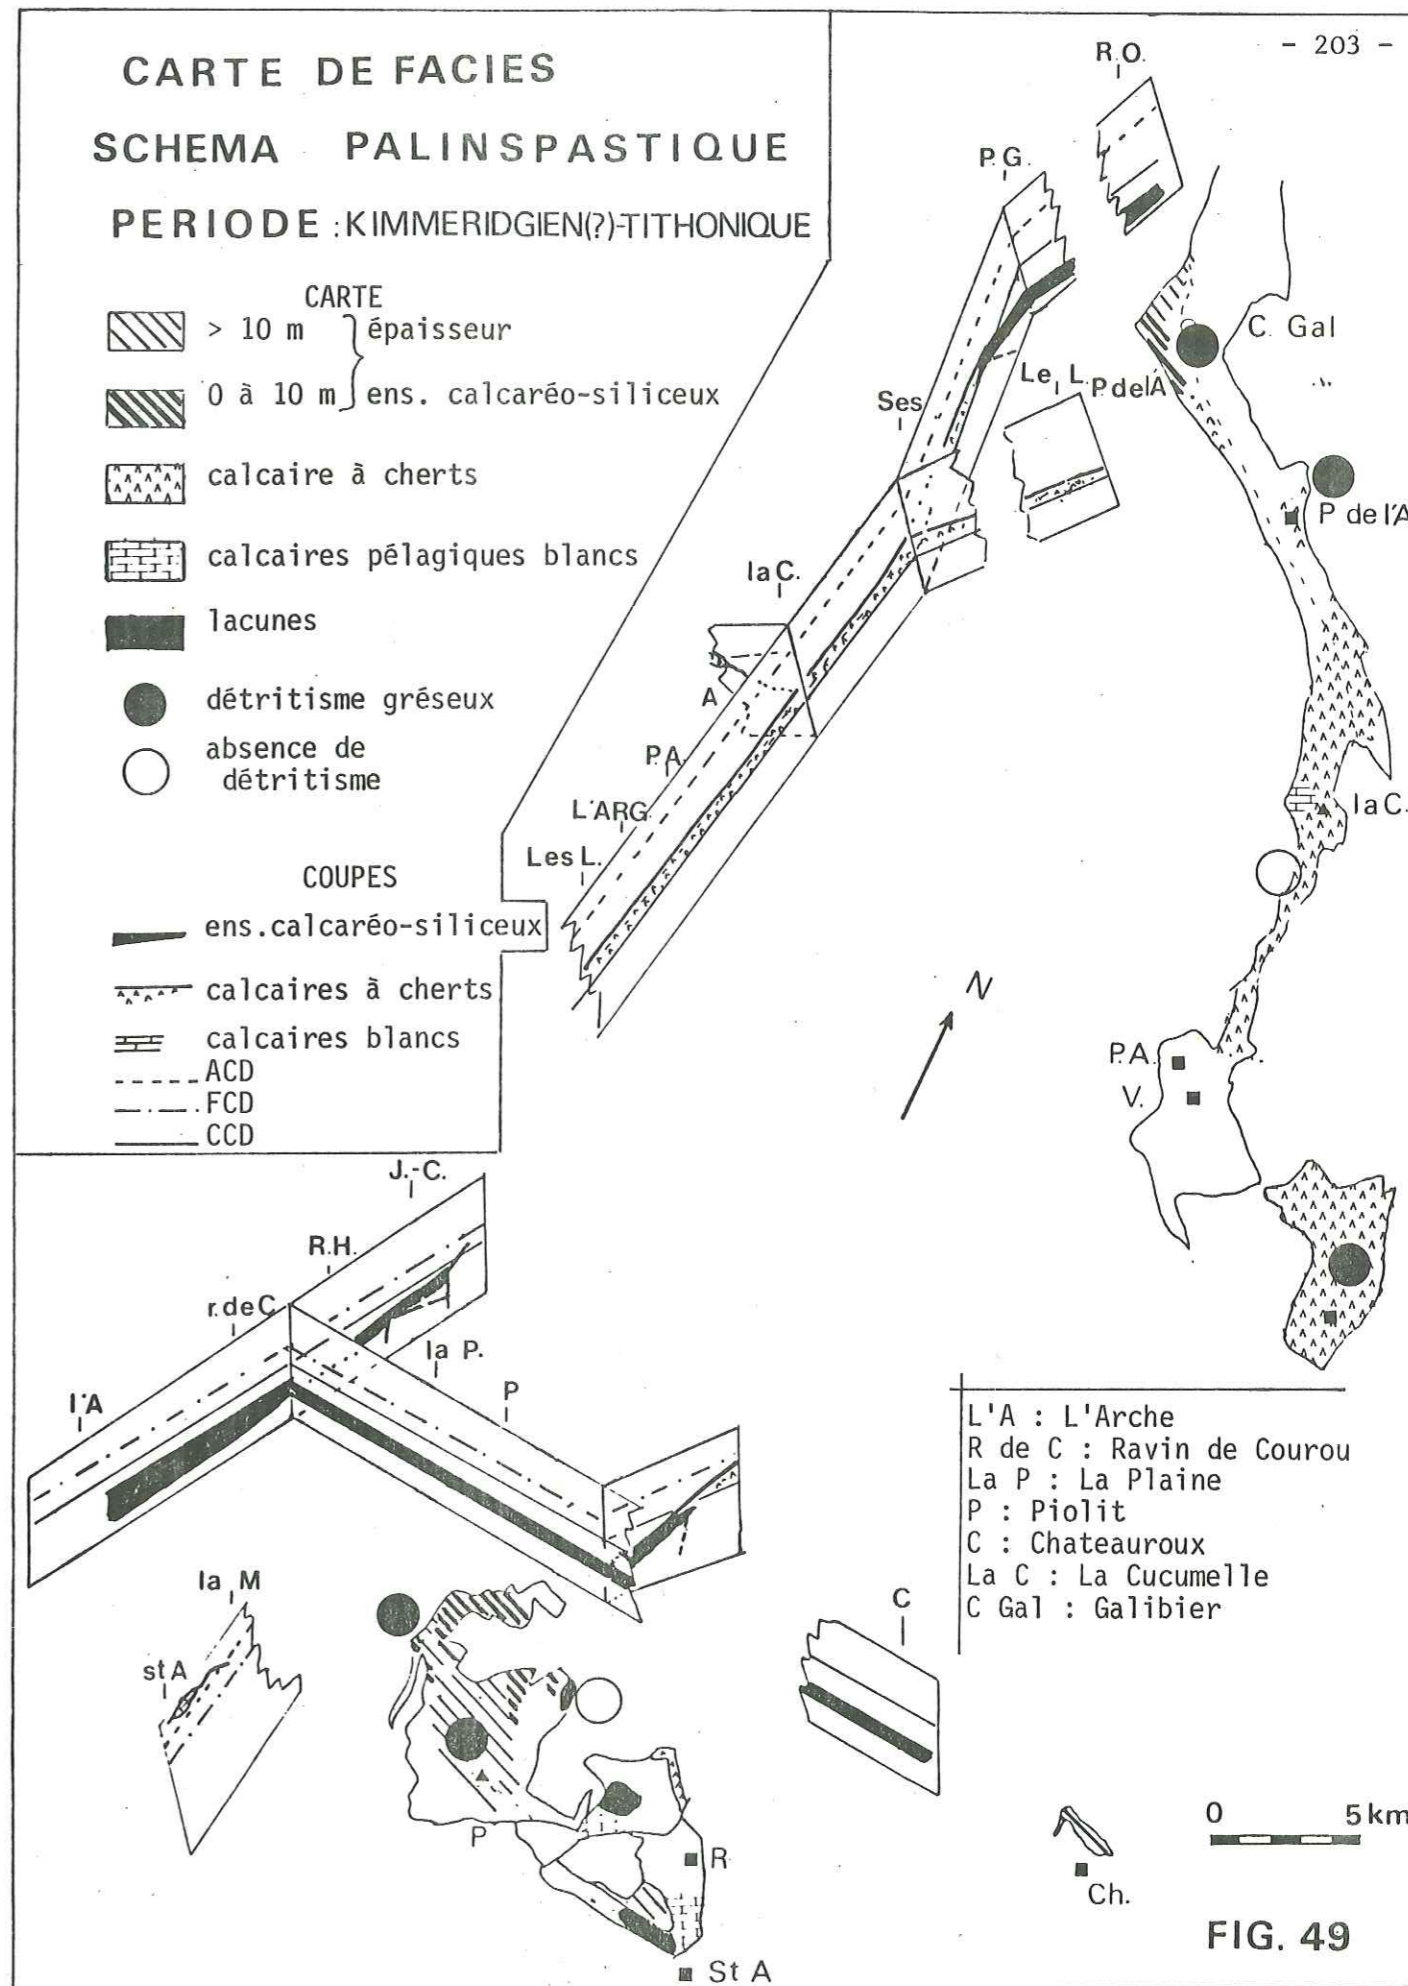 - 203 -
CARTE DE FACIES
SCHEMA PALINSPASTIQUE
PERIODE : KIMMERIDGIEN(?)-TITHONIQUE
CARTE
> 10 m
épaisseur
0 à 10 m
ens. calcaréo-siliceux
calcaire à cherts
calcaires pélagiques blancs
lacunes
détritisme gréseux
absence de
détritisme
COUPES
ens.calcaréo-siliceux
calcaires à cherts
calcaires blancs
ACD
FCD
CCD
R.O.
P.G.
C. Gal
Le L.
P de l'A
Ses
P de l'A
la C.
A
P.A.
L'ARG.
Les L.
la C.
N
P.A.
V.
J.-C.
R.H.
r. de C
la P.
P
l'A
L'A : L'Arche
R de C : Ravin de Courou
La P : La Plaine
P : Piolit
C : Chateauroux
La C : La Cucumelle
C Gal : Galibier
la M
st A
C
P
R
St A
0 5 km
Ch.
FIG. 49